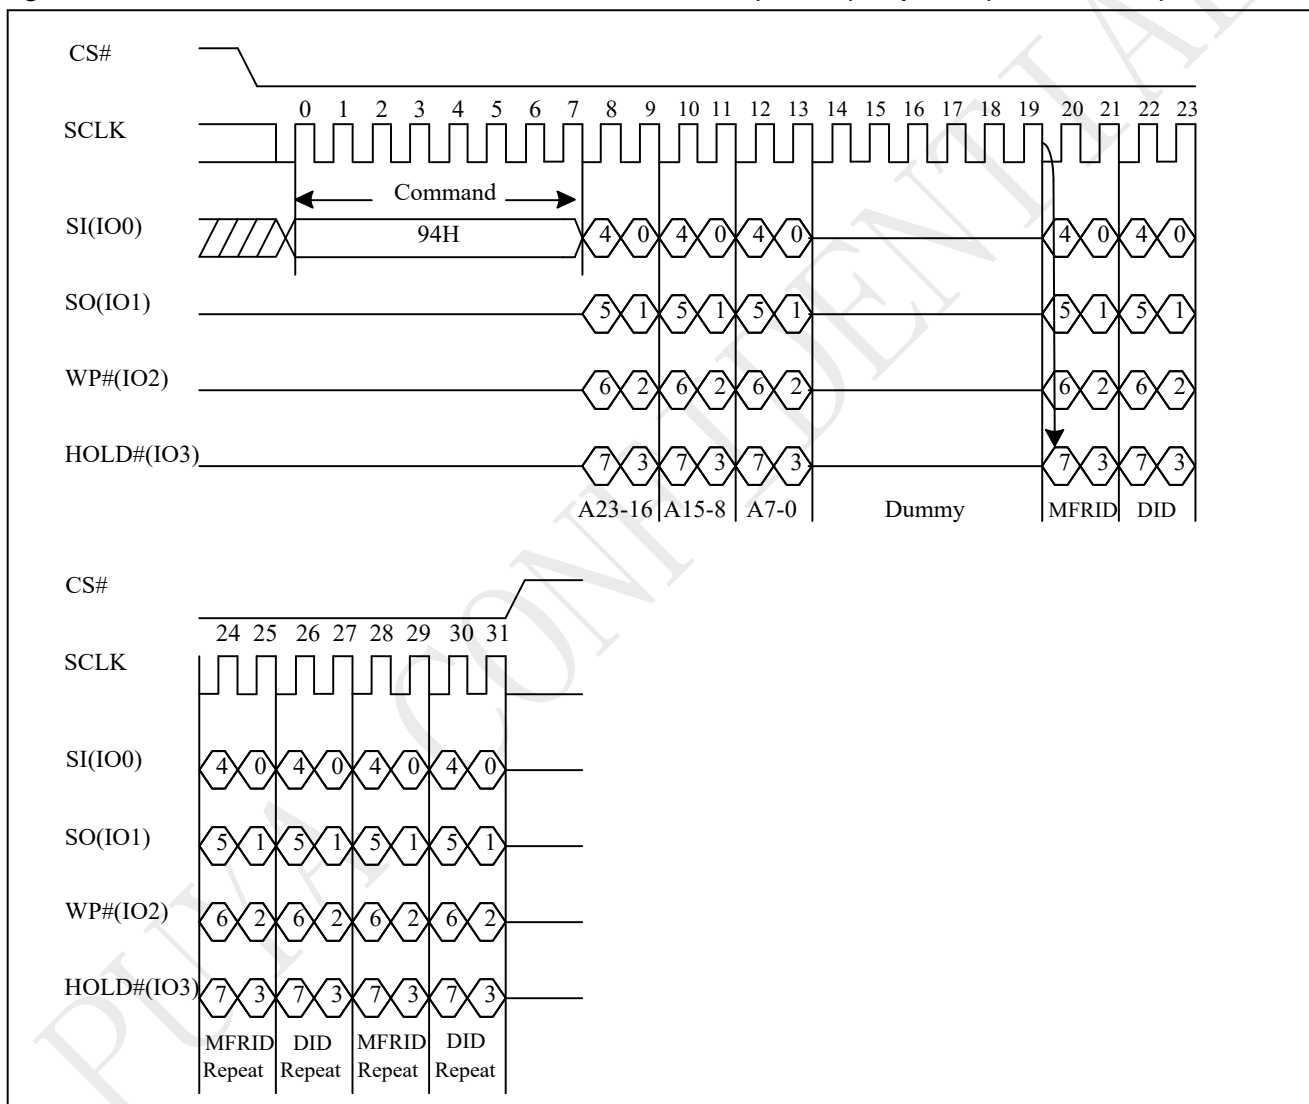 CS#
0 1 2 3 4 5 6 7 8 9 10 11 12 13 14 15 16 17 18 19 20 21 22 23
SCLK
Command
SI(IO0)
94H
4 0 4 0 4 0 4 0 4 0
SO(IO1)
5 1 5 1 5 1 5 1 5 1
WP#(IO2)
6 2 6 2 6 2 6 2 6 2
HOLD#(IO3)
7 3 7 3 7 3 7 3 7 3
A23-16 A15-8 A7-0 Dummy MFRID DID
CS#
24 25 26 27 28 29 30 31
SCLK
SI(IO0)
4 0 4 0 4 0 4 0
SO(IO1)
5 1 5 1 5 1 5 1
WP#(IO2)
6 2 6 2 6 2 6 2
HOLD#(IO3)
7 3 7 3 7 3 7 3
MFRID DID MFRID DID
Repeat Repeat Repeat Repeat
PUYA CONFIDENTIAL